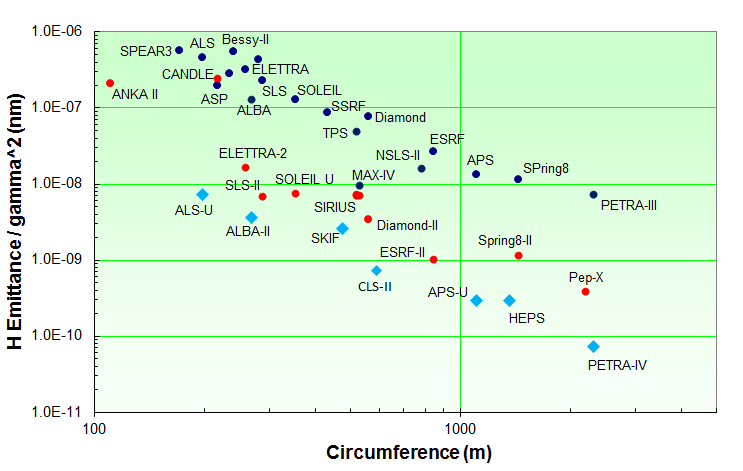 1.0E-06
Bessy-II
ALS
SPEAR3
CANDLE
ELETTRA
ANKA II
ASP
SLS
SOLEIL
1.0E-07
ALBA
SSRF
Diamond
TPS
ESRF
ELETTRA-2
NSLS-II
APS
SPring8
MAX-IV
SLS-II
SOLEIL U
1.0E-08
ALS-U
SIRIUS
PETRA-III
ALBA-II
SKIF
Diamond-II
ESRF-II
Spring8-II
1.0E-09
CLS-II
APS-U
Pep-X
HEPS
1.0E-10
PETRA-IV
1.0E-11
100
1000
Circumference (m)
H Emittance / gamma^2 (nm)